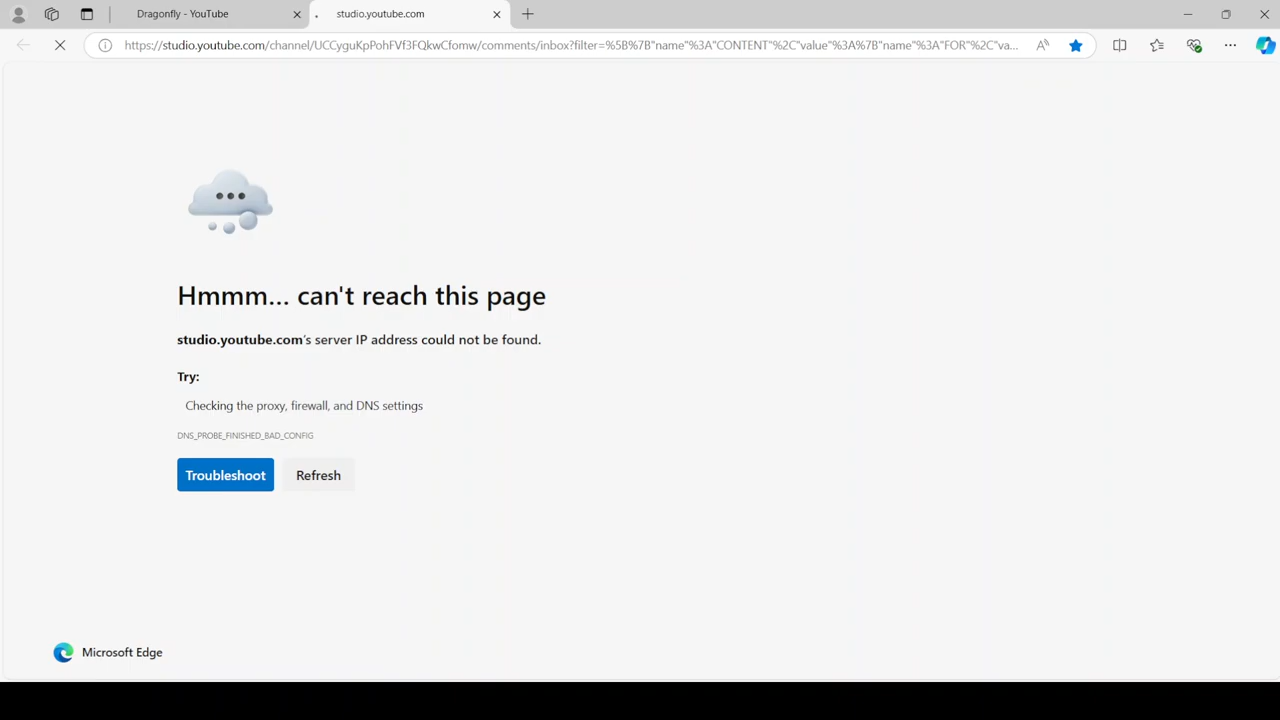 Dragonfly - YouTube
studio.youtube.com
https://studio.youtube.com/channel/UCCyguKpPohFVf3FQkwCfomw/comments/inbox?filter=%5B%7B"name"%3A"CONTENT"%2C"value"%3A%7B"name"%3A"FOR"%2C"va...
Hmmm... can't reach this page
studio.youtube.com's server IP address could not be found.
Try:
Checking the proxy, firewall, and DNS settings
DNS_PROBE_FINISHED_BAD_CONFIG
Troubleshoot
Refresh
Microsoft Edge